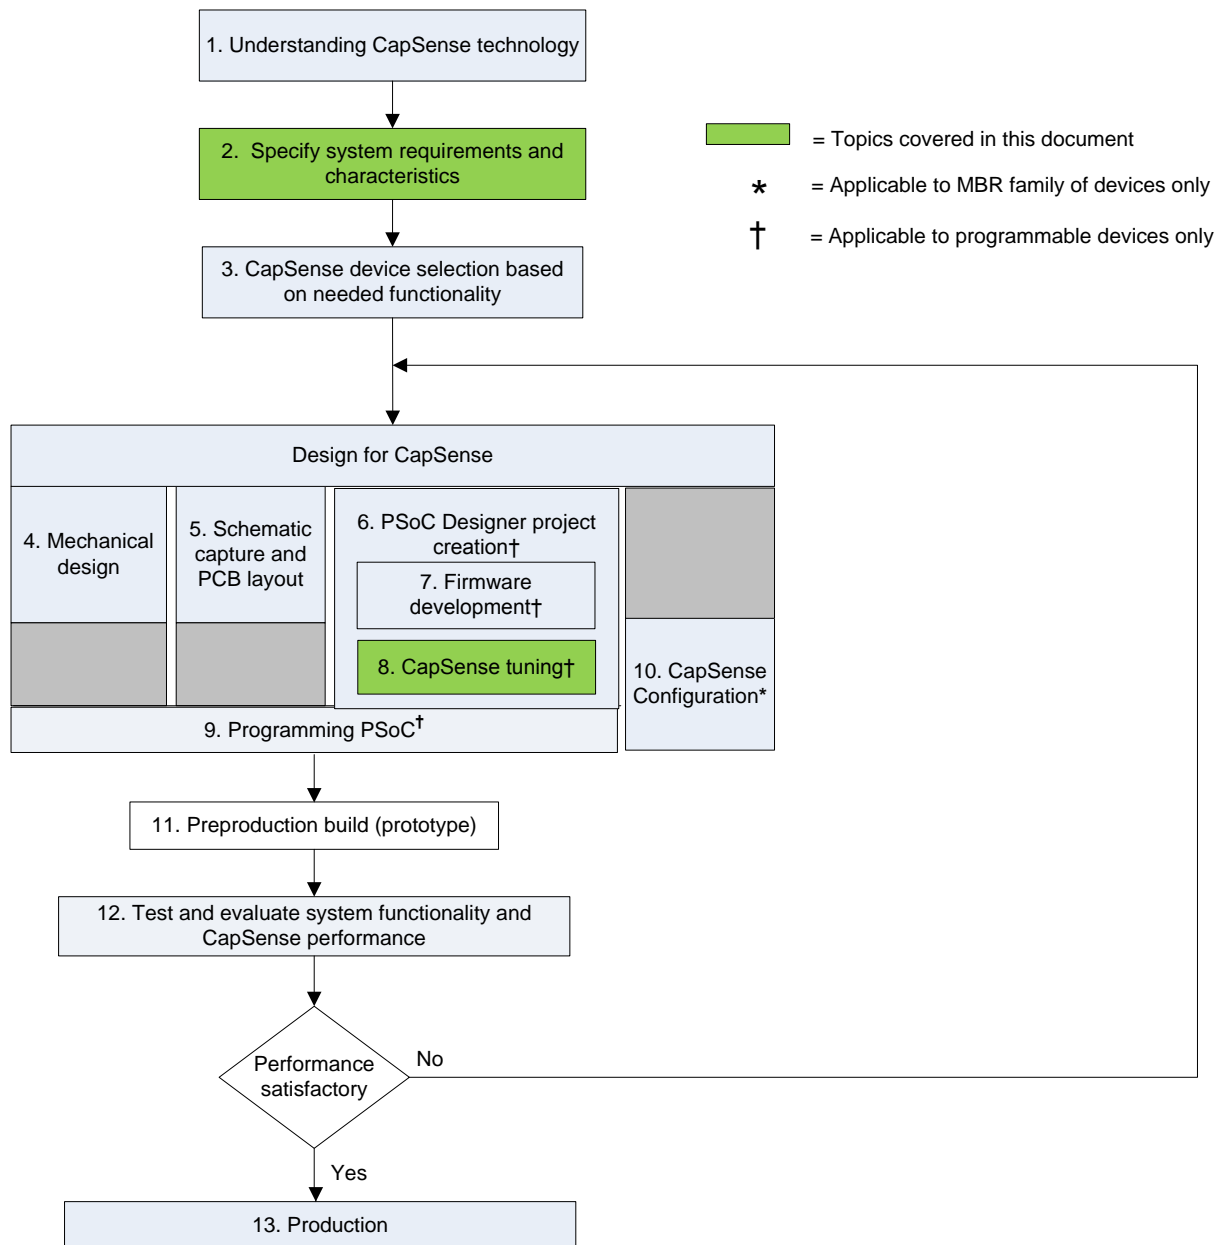 1. Understanding CapSense technology
2. Specify system requirements and
characteristics
= Topics covered in this document
* = Applicable to MBR family of devices only
† = Applicable to programmable devices only
3. CapSense device selection based
on needed functionality
Design for CapSense
4. Mechanical
design
5. Schematic
capture and
PCB layout
6. PSoC Designer project
creation†
7. Firmware
development†
8. CapSense tuning†
9. Programming PSoC†
10. CapSense
Configuration*
11. Preproduction build (prototype)
12. Test and evaluate system functionality and
CapSense performance
Performance
satisfactory
No
Yes
13. Production